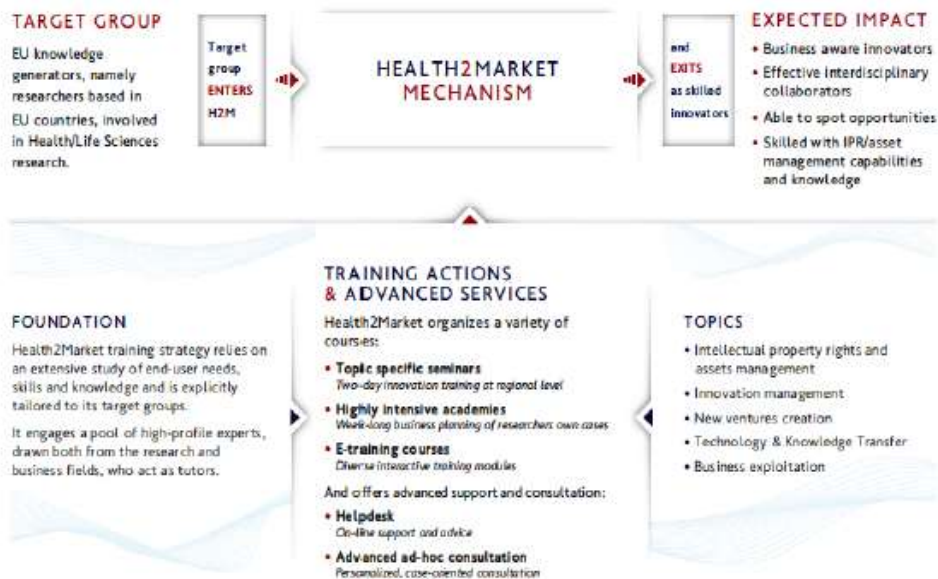 TARGET GROUP
EU knowledge
generators, namely
researchers based in
EU countries, involved
in Health/Life Sciences
research.
Target
group
ENTERS
H2M
HEALTH2MARKET
MECHANISM
and
EXITS
as skilled
innovators
EXPECTED IMPACT
• Business aware innovators
• Effective interdisciplinary
collaborators
• Able to spot opportunities
• Skilled with IPR/asset
management capabilities
and knowledge
FOUNDATION
Health2Market training strategy relies on
an extensive study of end-user needs,
skills and knowledge and is explicitly
tailored to its target groups.
It engages a pool of high-profile experts,
drawn both from the research and
business fields, who act as tutors.
TRAINING ACTIONS
& ADVANCED SERVICES
Health2Market organizes a variety of
courses:
• Topic specific seminars
Two-day innovation training at regional level
• Highly intensive academies
Week-long business planning of researchers own cases
• E-training courses
Diverse interactive training modules
And offers advanced support and consultation:
• Helpdesk
On-line support and advice
• Advanced ad-hoc consultation
Personalized, case-oriented consultation
TOPICS
• Intellectual property rights and
assets management
• Innovation management
• New ventures creation
• Technology & Knowledge Transfer
• Business exploitation